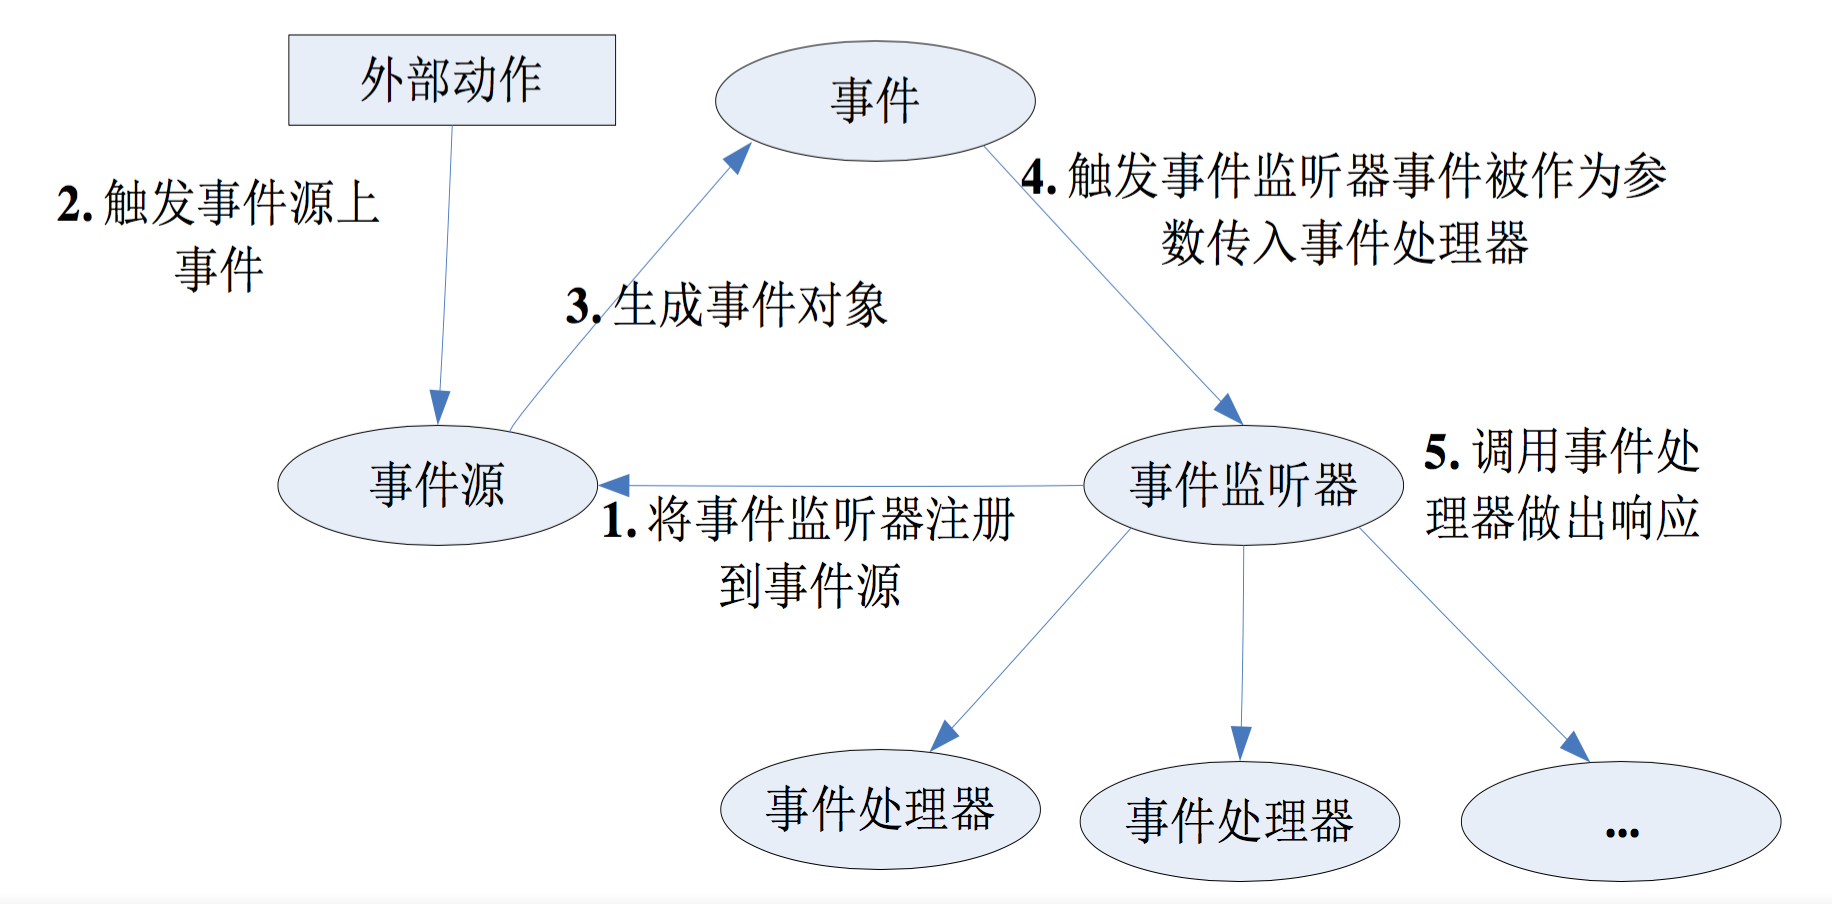 外部动作
事件
2. 触发事件源上
事件
4. 触发事件监听器事件被作为参
数传入事件处理器
3. 生成事件对象
事件源
事件监听器
5. 调用事件处
理器做出响应
1. 将事件监听器注册
到事件源
事件处理器
事件处理器
...